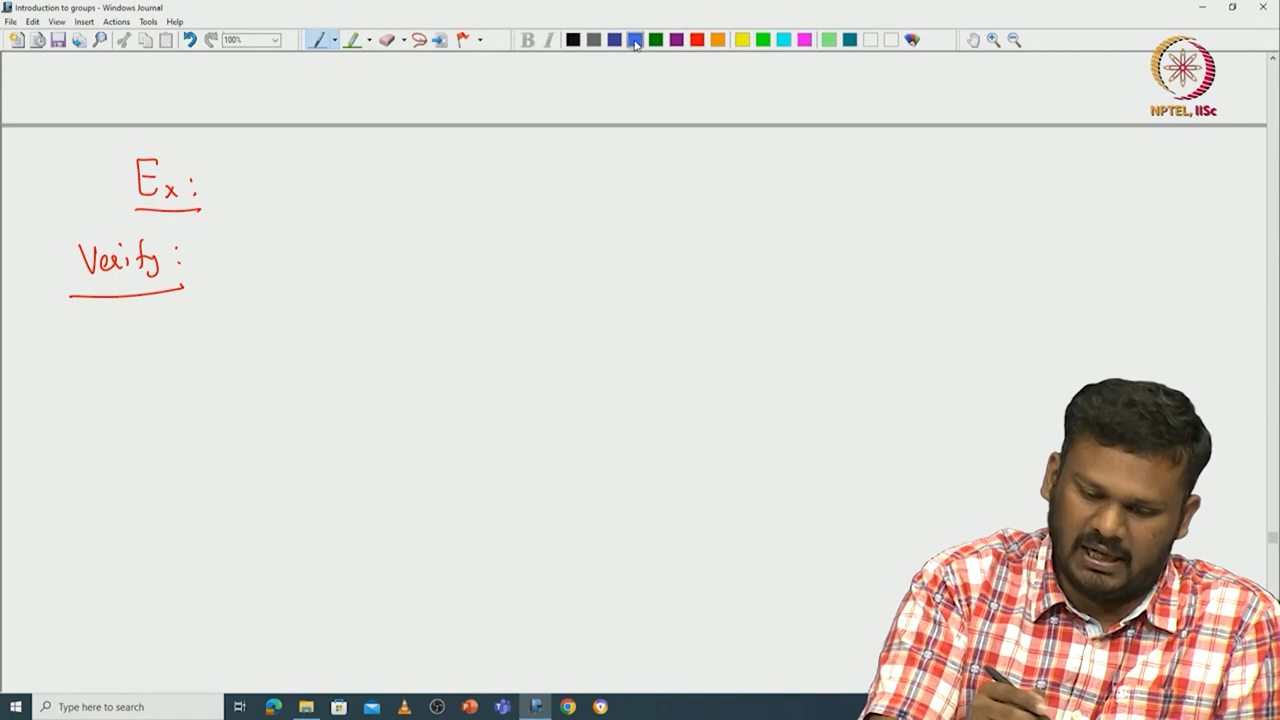 Introduction to groups - Windows Journal
File Edit View Insert Actions Tools Help
100%
B I
NPTEL, IISc
Ex:
Verify:
Type here to search